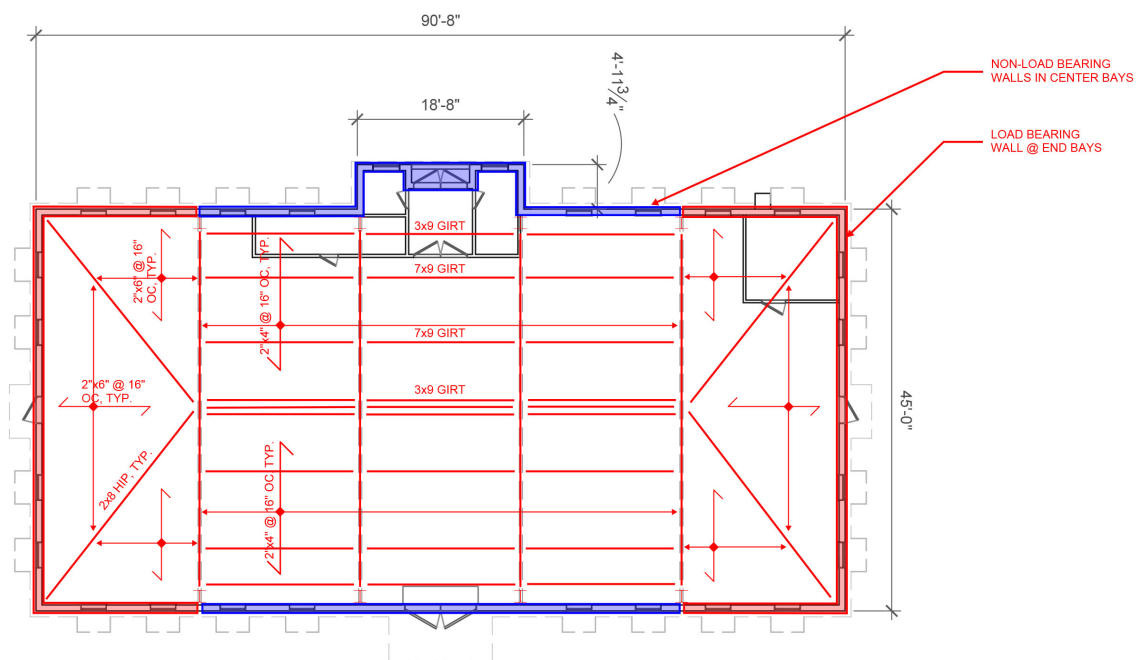 90'-8"
4'-11 3/4"
NON-LOAD BEARING
WALLS IN CENTER BAYS
18'-8"
LOAD BEARING
WALL @ END BAYS
3x9 GIRT
2"x6" @ 16"
OC, TYP.
2"x4" @ 16" OC, TYP.
7x9 GIRT
7x9 GIRT
2"x6" @ 16"
OC, TYP.
3x9 GIRT
45'-0"
2x8 HIP, TYP.
2"x4" @ 16" OC, TYP.